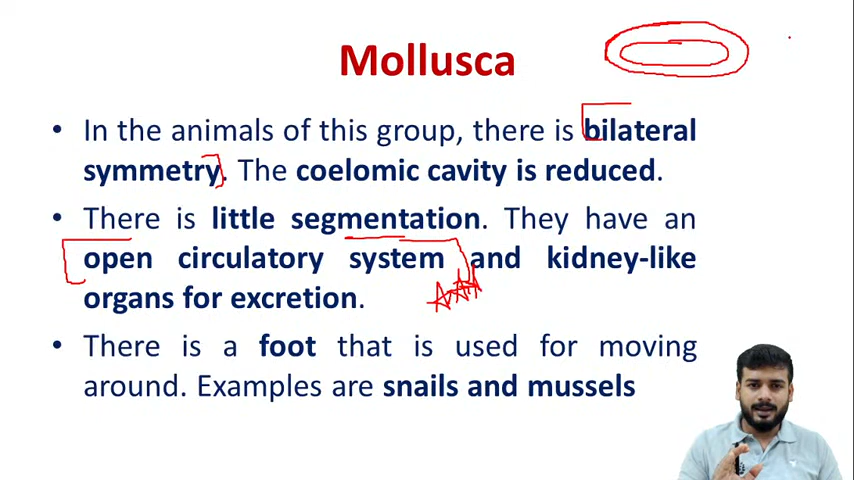 Mollusca
• In the animals of this group, there is bilateral
symmetry. The coelomic cavity is reduced.
• There is little segmentation. They have an
open circulatory system and kidney-like
organs for excretion.
• There is a foot that is used for moving
around. Examples are snails and mussels